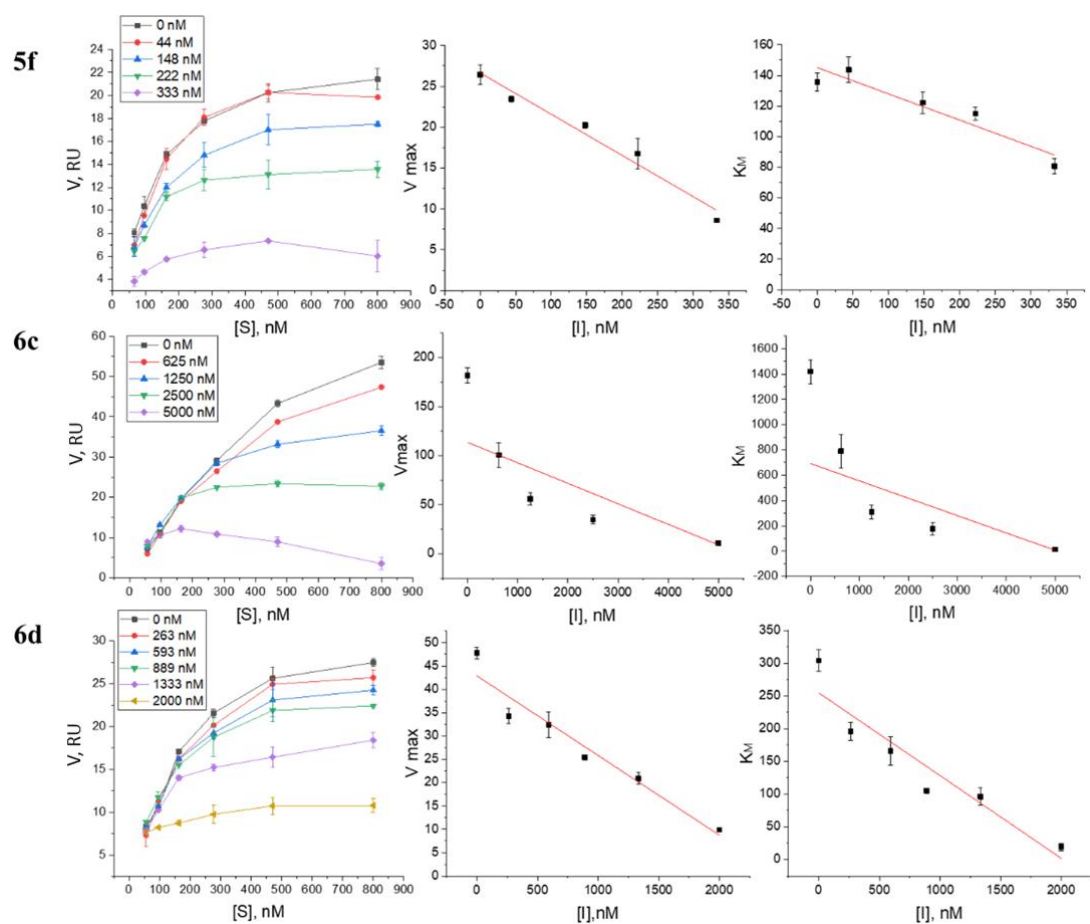 5f
0 nM
44 nM
148 nM
222 nM
333 nM
V, RU
24
22
20
18
16
14
12
10
8
6
4
0 100 200 300 400 500 600 700 800 900
[S], nM
V max
30
25
20
15
10
5
0
-50 0 50 100 150 200 250 300 350
[I], nM
KM
160
140
120
100
80
60
40
20
0
-50 0 50 100 150 200 250 300 350
[I], nM
6c
0 nM
625 nM
1250 nM
2500 nM
5000 nM
V, RU
60
50
40
30
20
10
0
0 100 200 300 400 500 600 700 800 900
[S], nM
Vmax
200
150
100
50
0
0 1000 2000 3000 4000 5000
[I], nM
KM
1600
1400
1200
1000
800
600
400
200
0
-200
0 1000 2000 3000 4000 5000
[I], nM
6d
0 nM
263 nM
593 nM
889 nM
1333 nM
2000 nM
V, RU
30
25
20
15
10
5
0 100 200 300 400 500 600 700 800 900
[S], nM
V max
50
45
40
35
30
25
20
15
10
5
0
0 500 1000 1500 2000
[I],nM
KM
350
300
250
200
150
100
50
0
0 500 1000 1500 2000
[I], nM